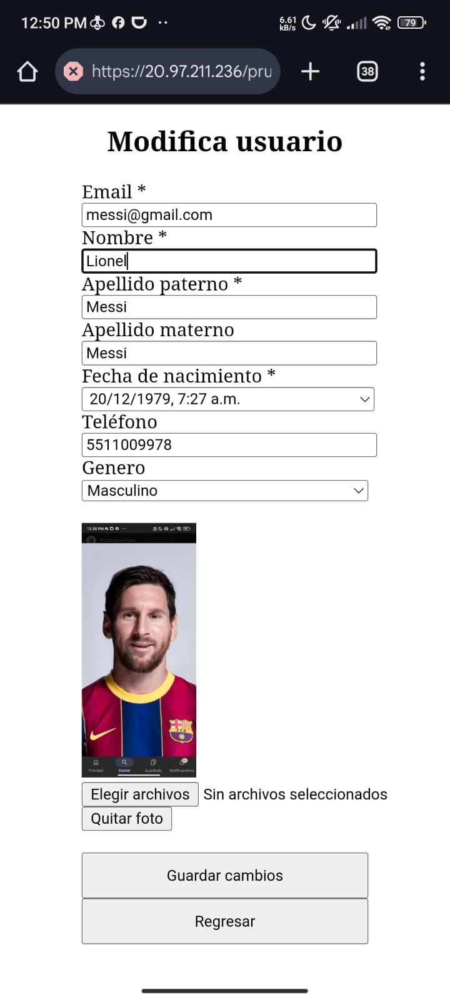 12:50 PM
6.61
kB/s
79
https://20.97.211.236/pru
38
Modifica usuario
Email *
messi@gmail.com
Nombre *
Lionel
Apellido paterno *
Messi
Apellido materno
Messi
Fecha de nacimiento *
20/12/1979, 7:27 a.m.
Teléfono
5511009978
Genero
Masculino
12:30 PM
Principal
Buscar
Guardado
Notificaciones
Elegir archivos Sin archivos seleccionados
Quitar foto
Guardar cambios
Regresar